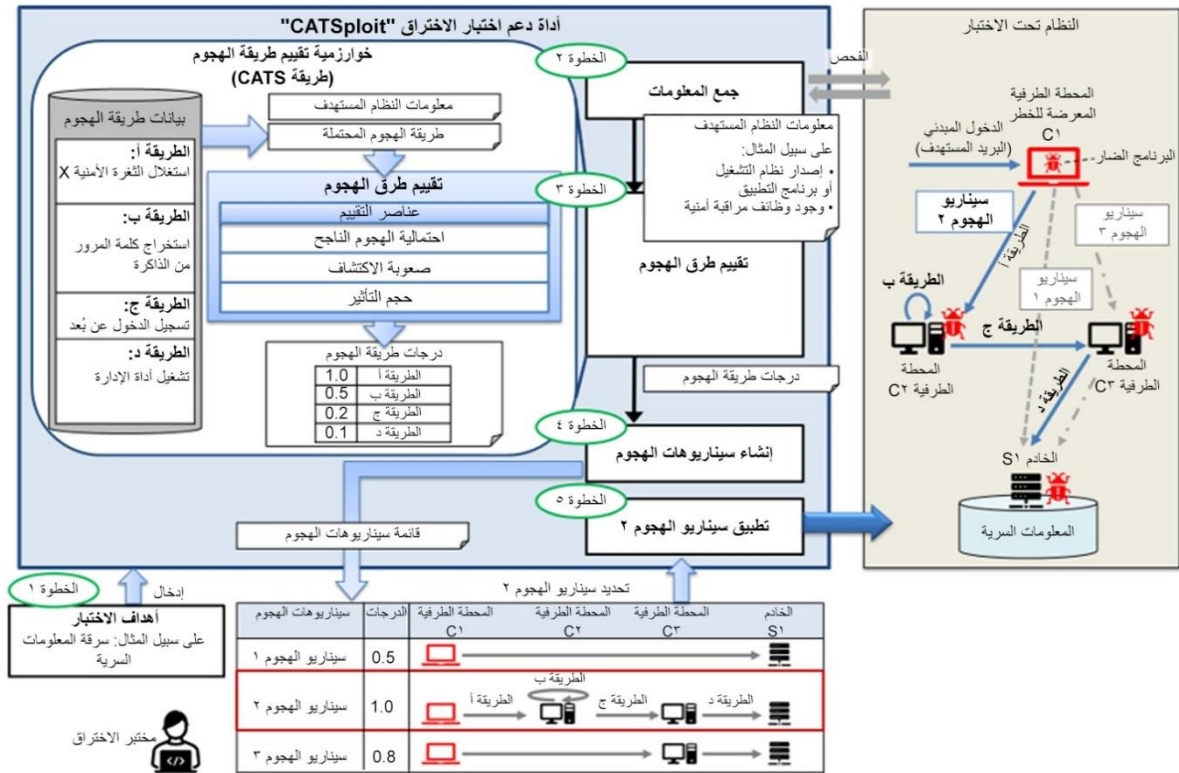 أداة دعم اختبار الاختراق "CATSploit"
خوارزمية تقييم طريقة الهجوم
(طريقة CATS)
بيانات طريقة الهجوم
الطريقة أ:
استغلال الثغرة الأمنية X
الطريقة ب:
استخراج كلمة المرور
من الذاكرة
الطريقة ج:
تسجيل الدخول عن بُعد
الطريقة د:
تشغيل أداة الإدارة
معلومات النظام المستهدف
طريقة الهجوم المحتملة
تقييم طرق الهجوم
عناصر التقييم
احتمالية الهجوم الناجح
صعوبة الاكتشاف
حجم التأثير
درجات طريقة الهجوم
الطريقة أ 1.0
الطريقة ب 0.5
الطريقة ج 0.2
الطريقة د 0.1
الخطوة ٢
جمع المعلومات
معلومات النظام المستهدف
على سبيل المثال:
• إصدار نظام التشغيل
أو برنامج التطبيق
• وجود وظائف مراقبة أمنية
الخطوة ٣
تقييم طرق الهجوم
درجات طريقة الهجوم
الخطوة ٤
إنشاء سيناريوهات الهجوم
الخطوة ٥
تطبيق سيناريو الهجوم ٢
قائمة سيناريوهات الهجوم
الفحص
النظام تحت الاختبار
المحطة الطرفية
المعرضة للخطر
C١
الدخول المبدئي
(البريد المستهدف)
البرنامج الضار
سيناريو
الهجوم ٢
سيناريو
الهجوم ٣
الطريقة أ
سيناريو
الهجوم ١
الطريقة ب
الطريقة ج
المحطة
الطرفية C٢
المحطة
الطرفية C٣
الطريقة د
الخادم S١
المعلومات السرية
الخطوة ١
إدخال
أهداف الاختبار
على سبيل المثال: سرقة المعلومات
السرية
مختبر الاختراق
تحديد سيناريو الهجوم ٢
سيناريوهات الهجوم
الدرجات
المحطة الطرفية
C١
المحطة الطرفية
C٢
المحطة الطرفية
C٣
الخادم
S١
سيناريو الهجوم ١
0.5
سيناريو الهجوم ٢
1.0
الطريقة أ
الطريقة ب
الطريقة ج
الطريقة د
سيناريو الهجوم ٣
0.8